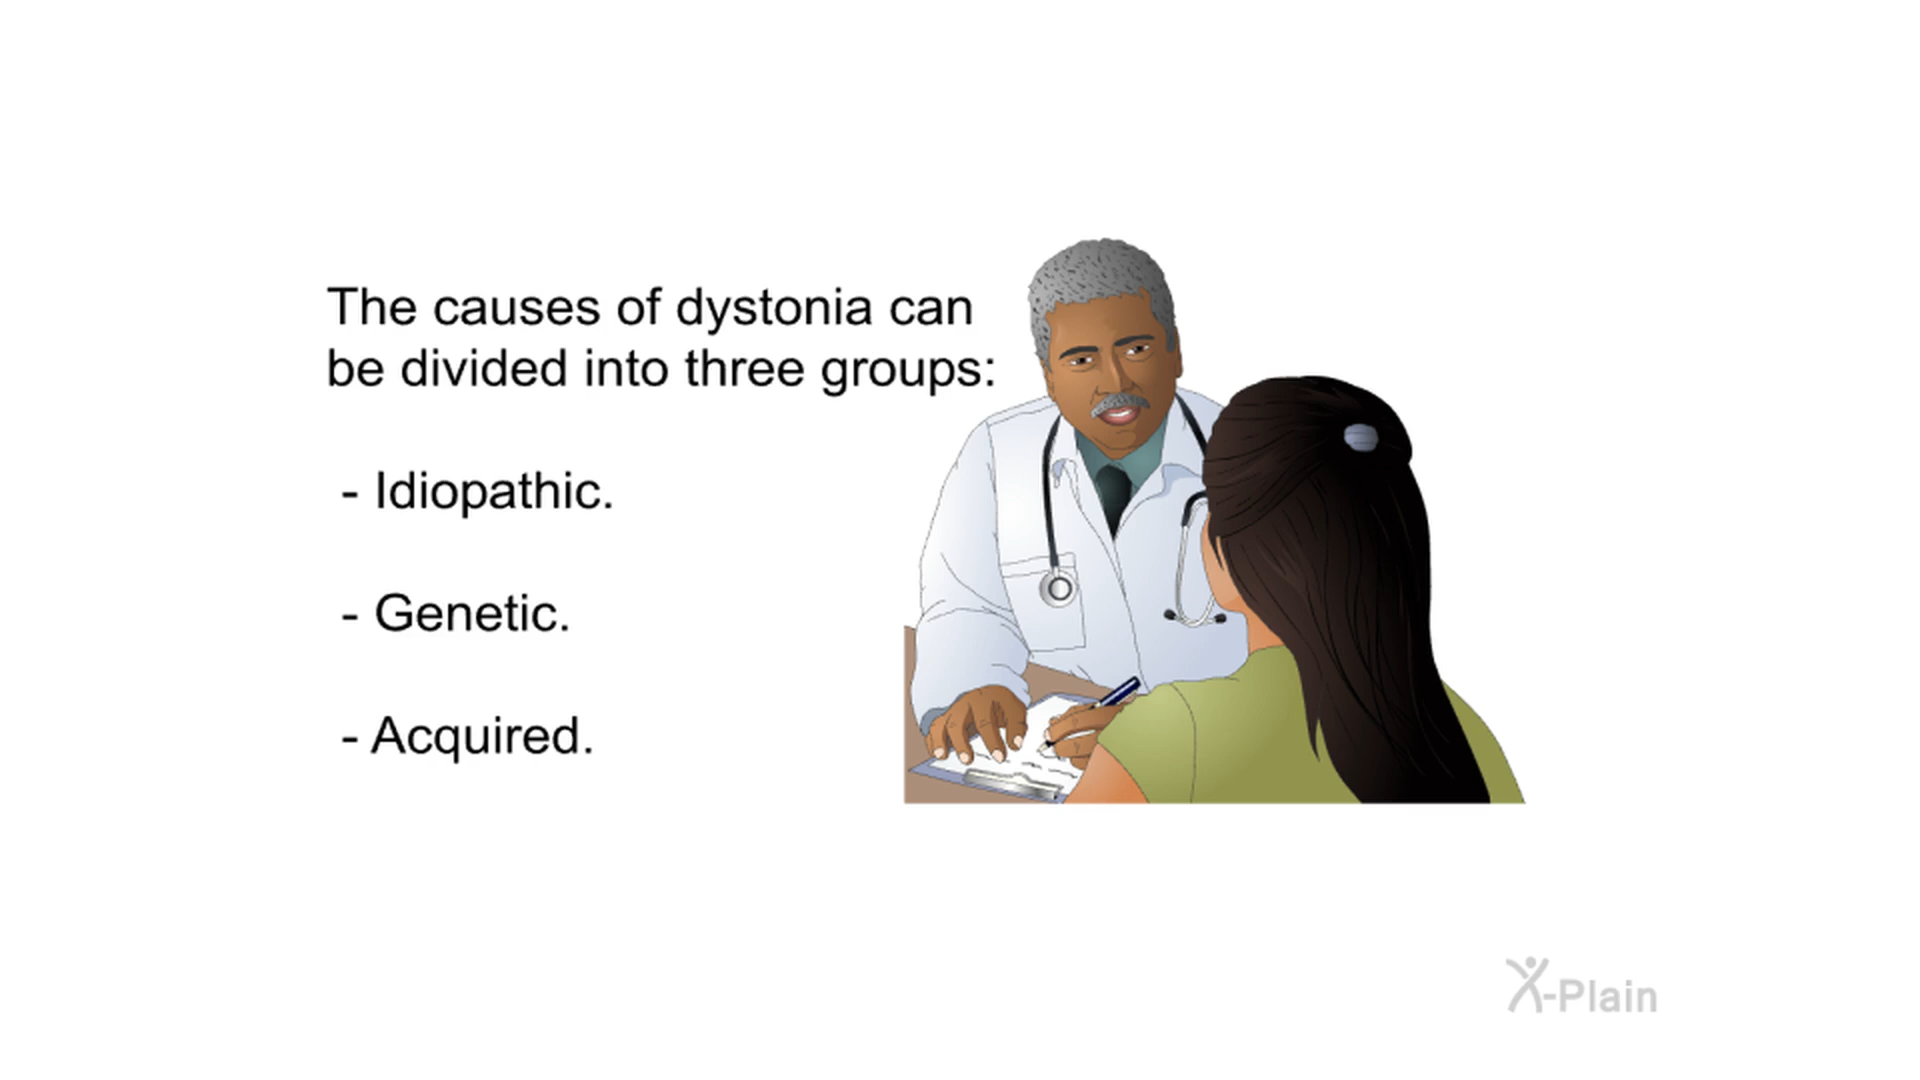 The causes of dystonia can
be divided into three groups:
- Idiopathic.
- Genetic.
- Acquired.
X-Plain